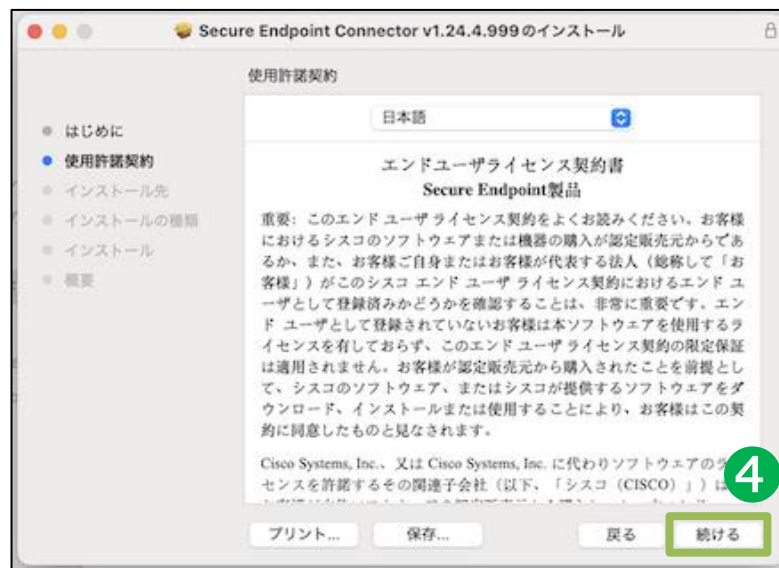 Secure Endpoint Connector v1.24.4.999のインストール
使用許諾契約
はじめに
使用許諾契約
インストール先
インストールの種類
インストール
概要
日本語
エンドユーザライセンス契約書
Secure Endpoint製品
重要: このエンド ユーザ ライセンス契約をよくお読みください。お客様
におけるシスコのソフトウェアまたは機器の購入が認定販売元からであ
るか、また、お客様ご自身またはお客様が代表する法人（総称して「お
客様」）がこのシスコ エンド ユーザ ライセンス契約におけるエンド ユ
ーザとして登録済みかどうかを確認することは、非常に重要です。エン
ド ユーザとして登録されていないお客様は本ソフトウェアを使用するラ
イセンスを有しておらず、このエンド ユーザ ライセンス契約の限定保証
は適用されません。お客様が認定販売元から購入されたことを前提とし
て、シスコのソフトウェア、またはシスコが提供するソフトウェアをダ
ウンロード、インストールまたは使用することにより、お客様はこの契
約に同意したものと見なされます。
Cisco Systems, Inc.、又は Cisco Systems, Inc. に代わりソフトウェアのラ
センスを許諾するその関連子会社（以下、「シスコ（CISCO）」）は
4
プリント...
保存...
戻る
続ける